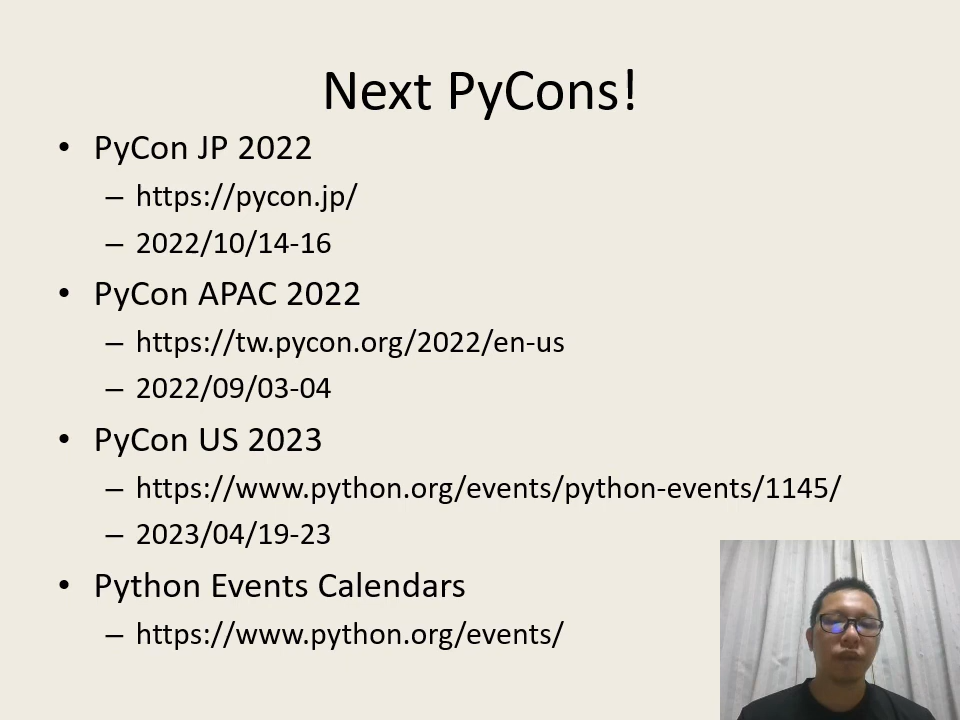 Next PyCons!
• PyCon JP 2022
– https://pycon.jp/
– 2022/10/14-16
• PyCon APAC 2022
– https://tw.pycon.org/2022/en-us
– 2022/09/03-04
• PyCon US 2023
– https://www.python.org/events/python-events/1145/
– 2023/04/19-23
• Python Events Calendars
– https://www.python.org/events/